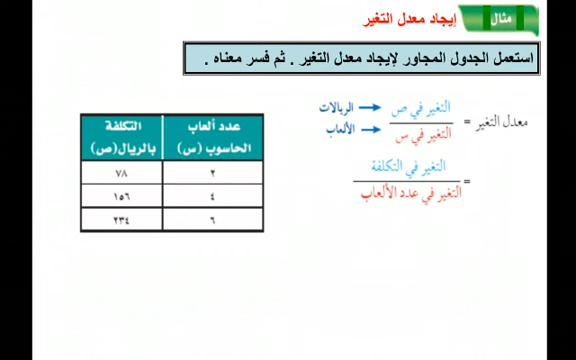 مثال إيجاد معدل التغير
استعمل الجدول المجاور لإيجاد معدل التغير . ثم فسر معناه .
معدل التغير = التغير في ص / التغير في س
الريالات
الألعاب
= التغير في التكلفة / التغير في عدد الألعاب
عدد ألعاب الحاسوب (س) التكلفة بالريال (ص)
٢ ٧٨
٤ ١٥٦
٦ ٢٣٤